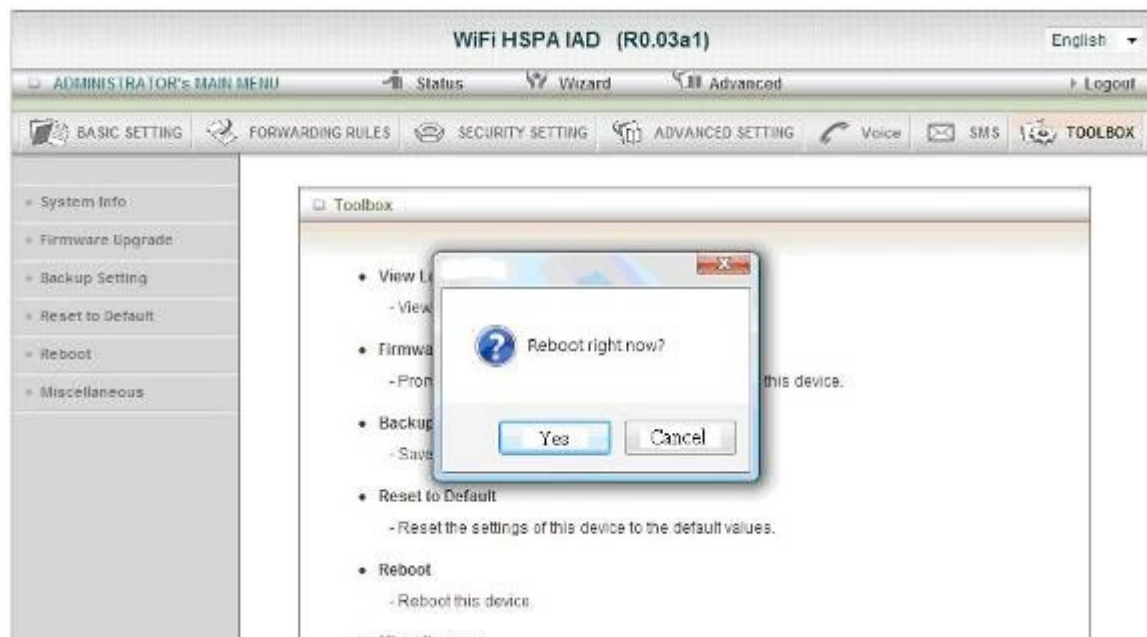 WiFi HSPA IAD (R0.03a1)
English
ADMINISTRATOR's MAIN MENU Status Wizard Advanced Logout
BASIC SETTING FORWARDING RULES SECURITY SETTING ADVANCED SETTING Voice SMS TOOLBOX
System Info
Firmware Upgrade
Backup Setting
Reset to Default
Reboot
Miscellaneous
Toolbox
View
- View
Reboot right now?
Yes Cancel
this device.
Backup
- Save
Reset to Default
- Reset the settings of this device to the default values.
Reboot
- Reboot this device.